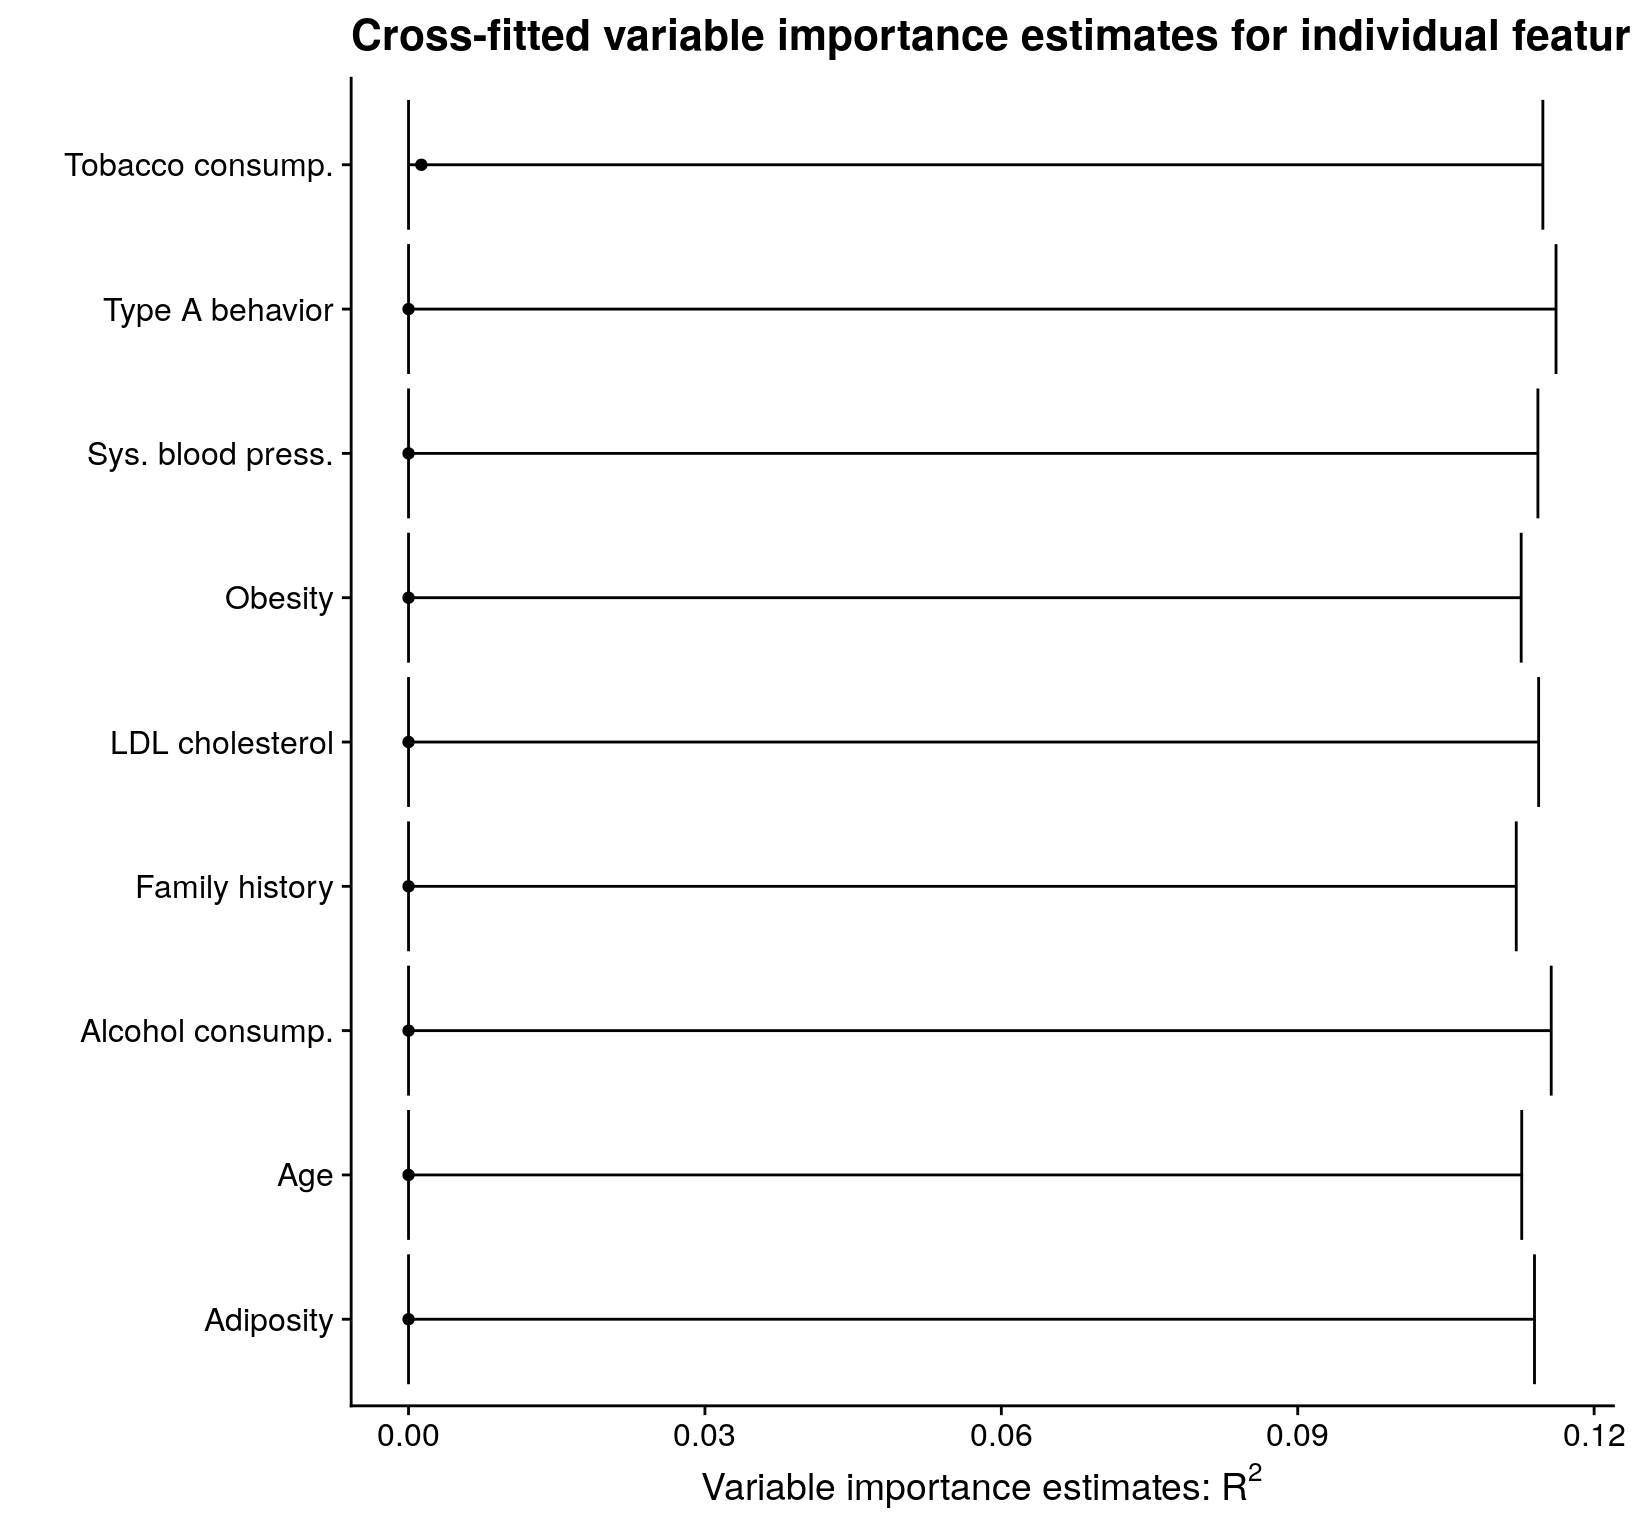 Cross-fitted variable importance estimates for individual featur
Tobacco consump.
Type A behavior
Sys. blood press.
Obesity
LDL cholesterol
Family history
Alcohol consump.
Age
Adiposity
0.00 0.03 0.06 0.09 0.12
Variable importance estimates: R²